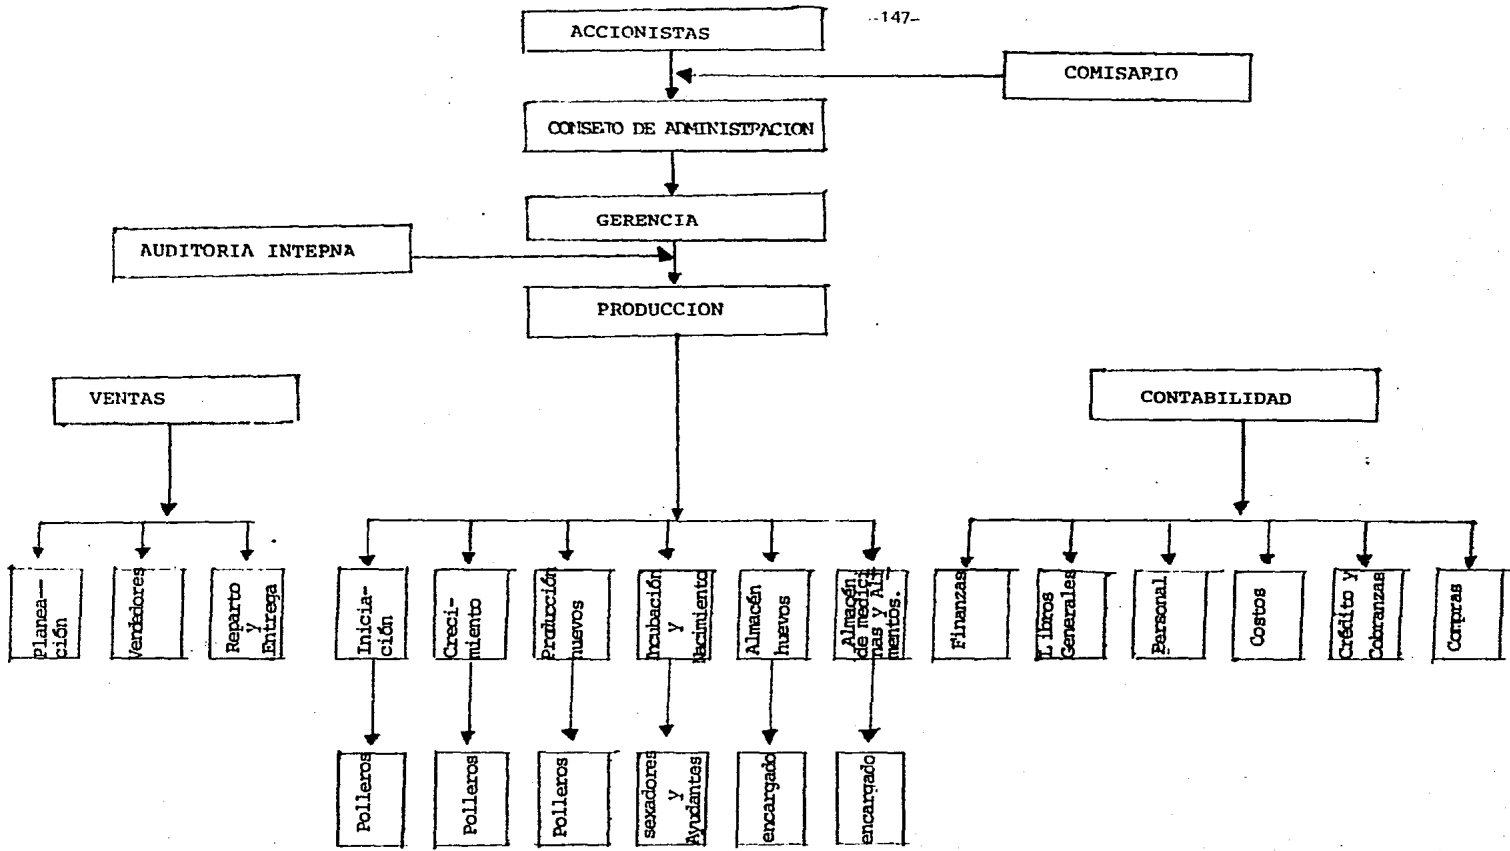 -147-
ACCIONISTAS
COMISARIO
CONSEJO DE ADMINISTRACION
GERENCIA
AUDITORIA INTERNA
PRODUCCION
VENTAS
CONTABILIDAD
Planea—
ción
Vendedores
Reparto
y
Entrega
Inicia-
ción
Creci-
miento
Producción
huevos
Incubación
y
Nacimiento
Almacén
huevos
Almacén
de medici
nas y Ali-
mentos.
Finanzas
Libros
Generales
Personal
Costos
Crédito y
Cobranzas
Compras
Polleros
Polleros
Polleros
sexadores
y
Ayudantes
encargado
encargado